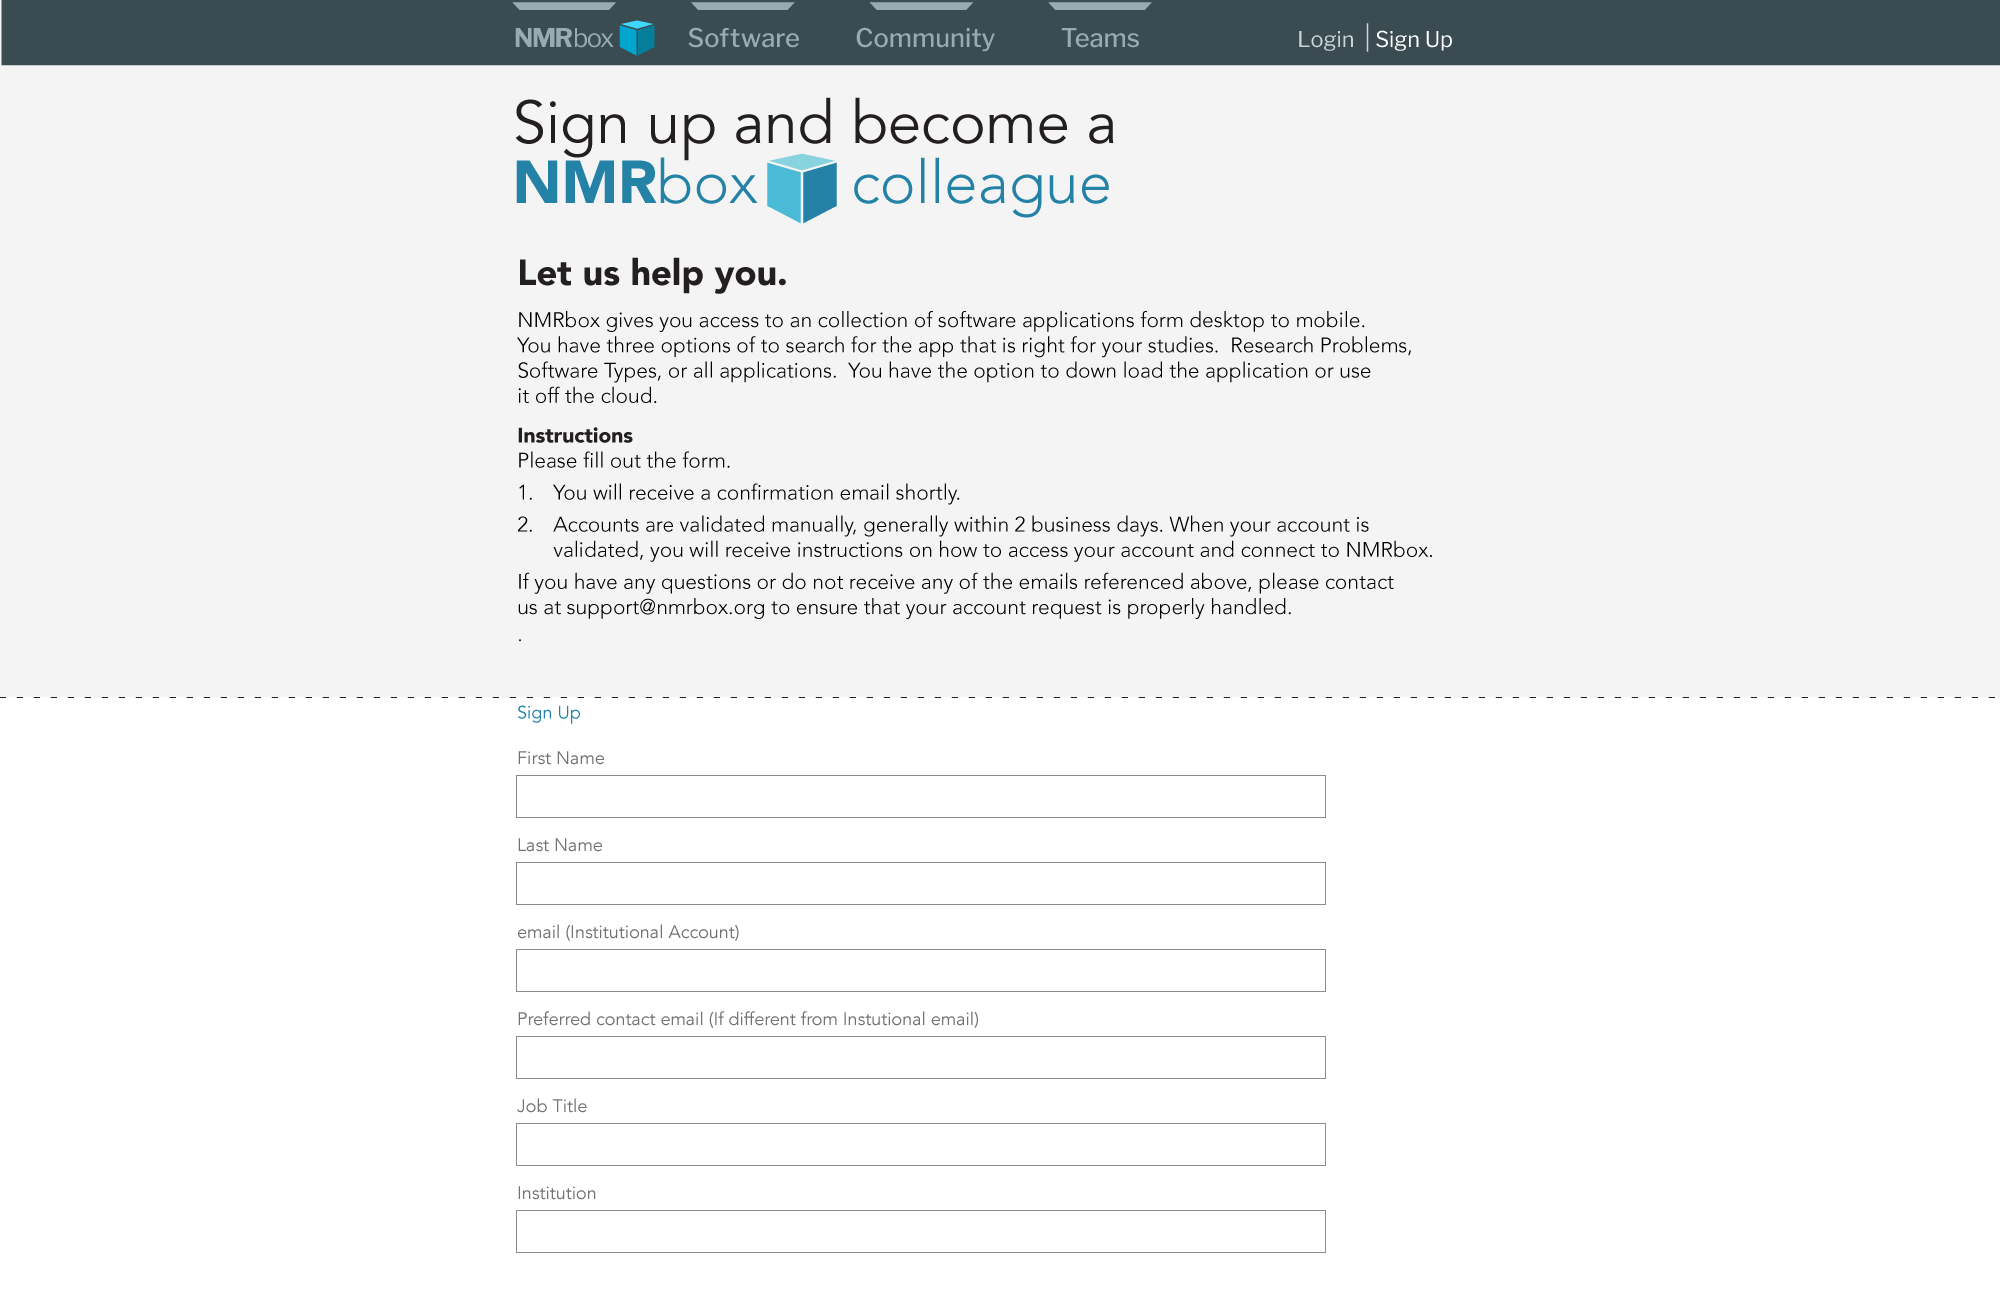 NMRbox Software Community Teams Login Sign Up
Sign up and become a
NMRbox colleague
Let us help you.
NMRbox gives you access to an collection of software applications form desktop to mobile.
You have three options of to search for the app that is right for your studies.  Research Problems,
Software Types, or all applications.  You have the option to down load the application or use
it off the cloud.
Instructions
Please fill out the form.
1. You will receive a confirmation email shortly.
2. Accounts are validated manually, generally within 2 business days. When your account is
validated, you will receive instructions on how to access your account and connect to NMRbox.
If you have any questions or do not receive any of the emails referenced above, please contact
us at support@nmrbox.org to ensure that your account request is properly handled.
.
Sign Up
First Name
Last Name
email (Institutional Account)
Preferred contact email (If different from Instutional email)
Job Title
Institution